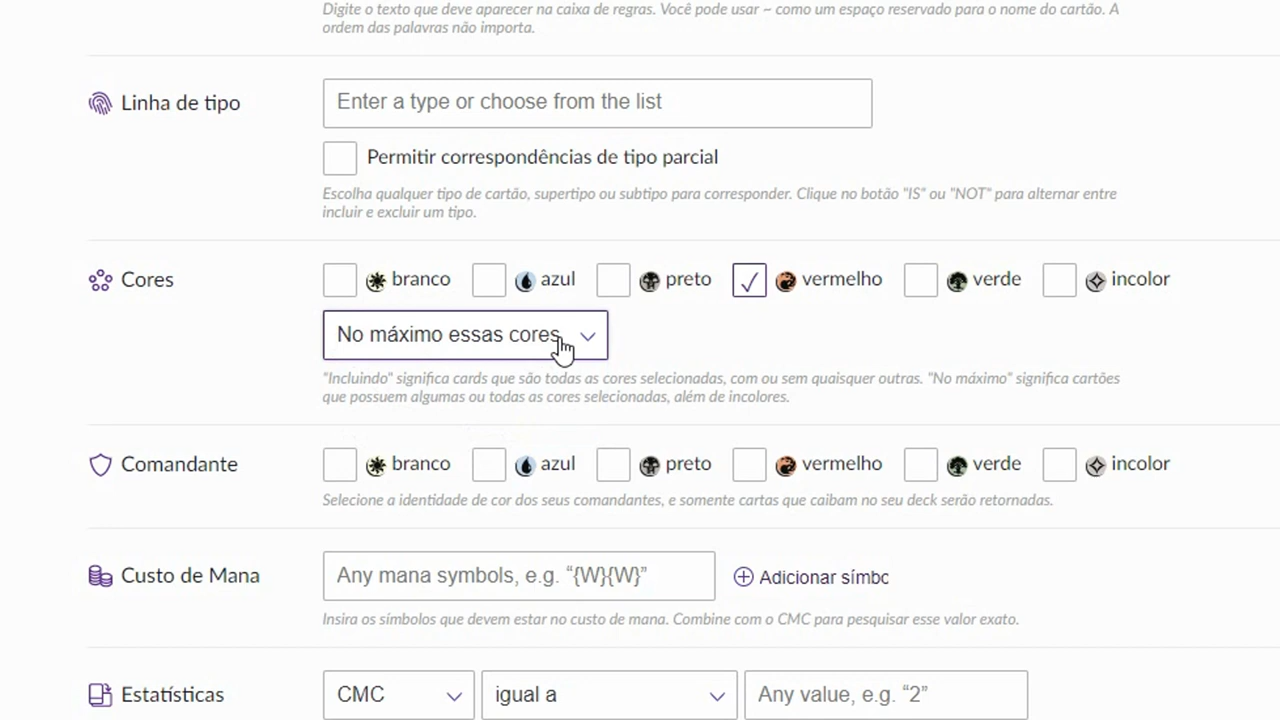 Digite o texto que deve aparecer na caixa de regras. Você pode usar ~ como um espaço reservado para o nome do cartão. A
ordem das palavras não importa.
Linha de tipo
Enter a type or choose from the list
Permitir correspondências de tipo parcial
Escolha qualquer tipo de cartão, supertipo ou subtipo para corresponder. Clique no botão "IS" ou "NOT" para alternar entre
incluir e excluir um tipo.
Cores
branco azul preto vermelho verde incolor
No máximo essas cores
"Incluindo" significa cards que são todas as cores selecionadas, com ou sem quaisquer outras. "No máximo" significa cartões
que possuem algumas ou todas as cores selecionadas, além de incolores.
Comandante
branco azul preto vermelho verde incolor
Selecione a identidade de cor dos seus comandantes, e somente cartas que caibam no seu deck serão retornadas.
Custo de Mana
Any mana symbols, e.g. “{W}{W}”
Adicionar símbc
Insira os símbolos que devem estar no custo de mana. Combine com o CMC para pesquisar esse valor exato.
Estatísticas
CMC
igual a
Any value, e.g. “2”